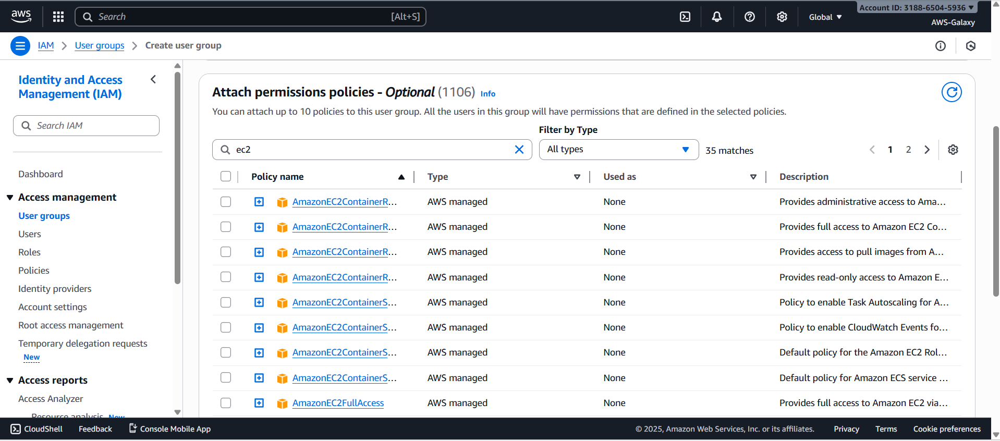 aws
Search
[Alt+S]
Global
Account ID: 3188-6504-5936
AWS-Galaxy
IAM
User groups
Create user group
Identity and Access
Management (IAM)
Search IAM
Dashboard
Access management
User groups
Users
Roles
Policies
Identity providers
Account settings
Root access management
Temporary delegation requests
New
Access reports
Access Analyzer
Resource analysis New
Attach permissions policies - Optional (1106) Info
You can attach up to 10 policies to this user group. All the users in this group will have permissions that are defined in the selected policies.
Filter by Type
ec2
All types
35 matches
1 2
Policy name Type Used as Description
AmazonEC2ContainerR... AWS managed None Provides administrative access to Ama...
AmazonEC2ContainerR... AWS managed None Provides full access to Amazon EC2 Co...
AmazonEC2ContainerR... AWS managed None Provides access to pull images from A...
AmazonEC2ContainerR... AWS managed None Provides read-only access to Amazon E...
AmazonEC2ContainerS... AWS managed None Policy to enable Task Autoscaling for A...
AmazonEC2ContainerS... AWS managed None Policy to enable CloudWatch Events fo...
AmazonEC2ContainerS... AWS managed None Default policy for the Amazon EC2 Rol...
AmazonEC2ContainerS... AWS managed None Default policy for Amazon ECS service ...
AmazonEC2FullAccess AWS managed None Provides full access to Amazon EC2 via...
CloudShell Feedback Console Mobile App © 2025, Amazon Web Services, Inc. or its affiliates. Privacy Terms Cookie preferences